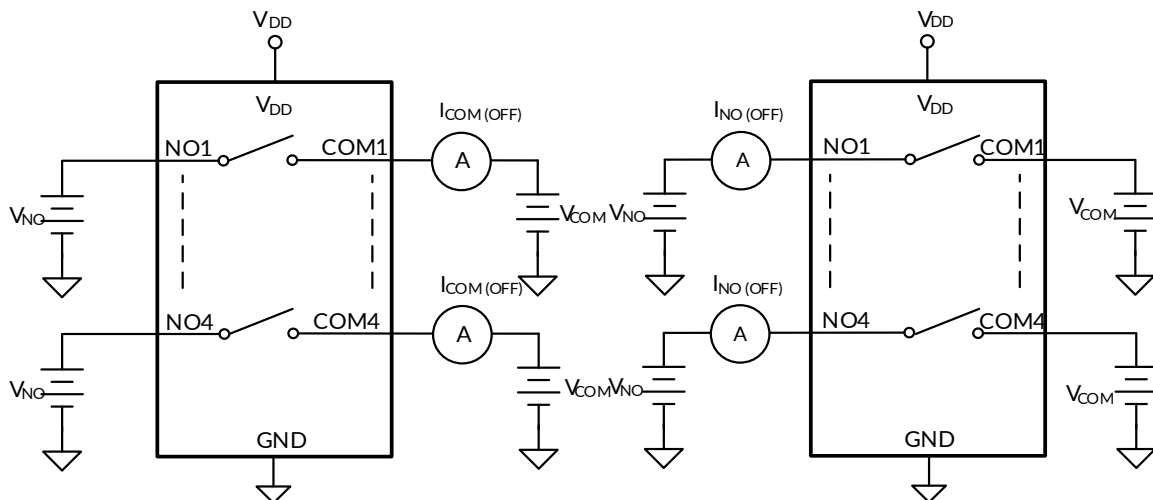 VDD
VDD
ICOM (OFF)
NO1
COM1
A
VNO
VCOM
ICOM (OFF)
NO4
COM4
A
VNO
VCOM
GND
VDD
VDD
INO (OFF)
A
NO1
COM1
VNO
VCOM
INO (OFF)
A
NO4
COM4
VNO
VCOM
GND